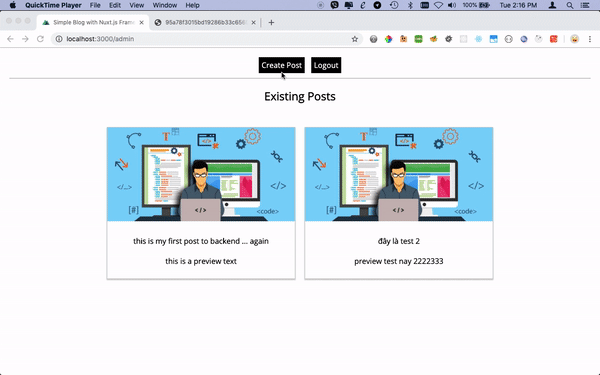 QuickTime Player File Edit View Window Help 100% Tue 2:16 PM
Simple Blog with Nuxt.js Fram
localhost:3000/admin
Create Post Logout
Existing Posts
T
</> </>
[#] </> <code>
T
</> </>
[#] </> <code>
this is my first post to backend ... again
this is a preview text
đây là test 2
preview test nay 2222333